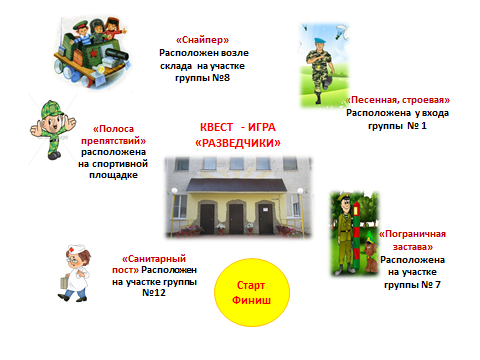 «Снайпер»
Расположен возле
склада на участке
группы №8
«Песенная, строевая»
Расположена у входа
группы № 1
КВЕСТ - ИГРА
«РАЗВЕДЧИКИ»
«Полоса
препятствий»
расположена
на спортивной
площадке
«Пограничная
застава»
Расположена
на участке
группы № 7
«Санитарный
пост» Расположен
на участке группы
№12
Старт
Финиш